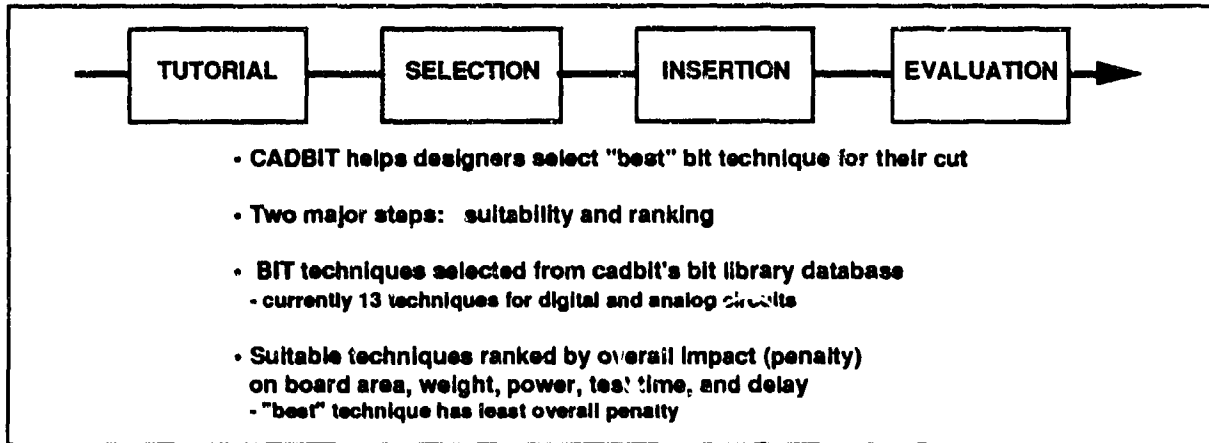 TUTORIAL SELECTION INSERTION EVALUATION
• CADBIT helps designers select "best" bit technique for their cut
• Two major steps: suitability and ranking
• BIT techniques selected from cadbit's bit library database
- currently 13 techniques for digital and analog circuits
• Suitable techniques ranked by overall impact (penalty)
on board area, weight, power, test time, and delay
- "best" technique has least overall penalty